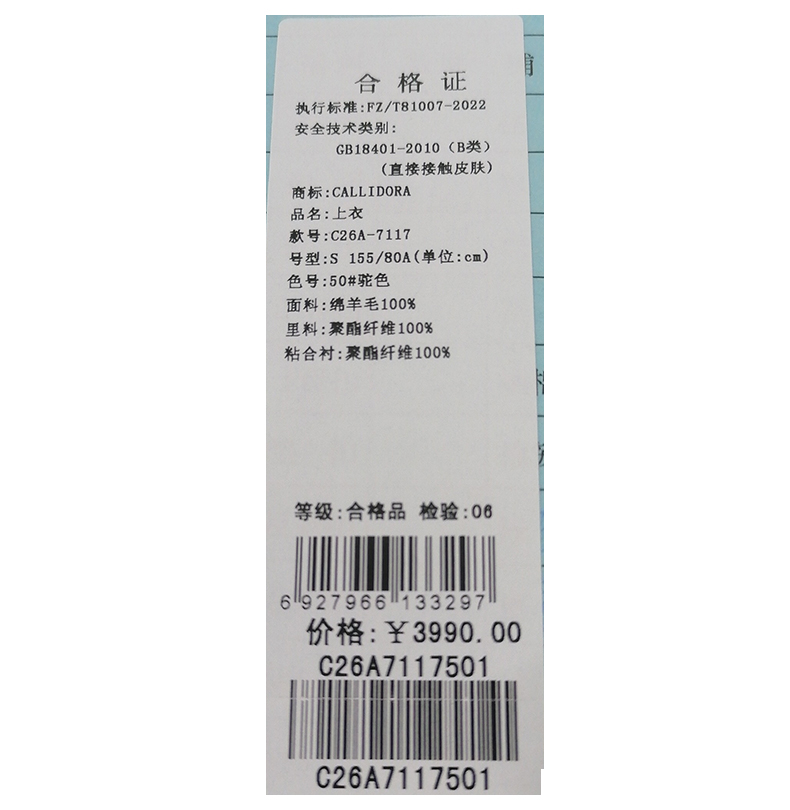 合格证
执行标准:FZ/T81007-2022
安全技术类别:
GB18401-2010（B类）
(直接接触皮肤)
商标:CALLIDORA
品名:上衣
款号:C26A-7117
号型:S 155/80A(单位:cm)
色号:50#驼色
面料:绵羊毛100%
里料:聚酯纤维100%
粘合衬:聚酯纤维100%
等级:合格品 检验:06
6 927966 133297
价格:￥3990.00
C26A7117501
C26A7117501